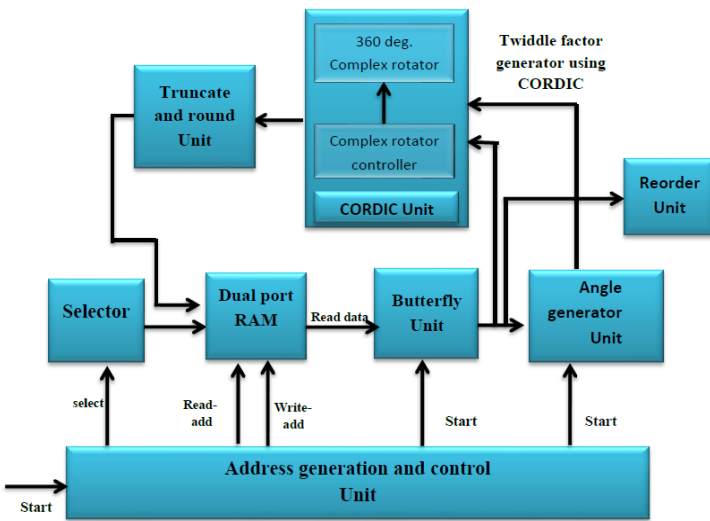 360 deg.
Complex rotator
Complex rotator
controller
CORDIC Unit
Twiddle factor
generator using
CORDIC
Truncate
and round
Unit
Reorder
Unit
Selector
Dual port
RAM
Read data
Butterfly
Unit
Angle
generator
Unit
select
Read-
add
Write-
add
Start
Start
Address generation and control
Unit
Start